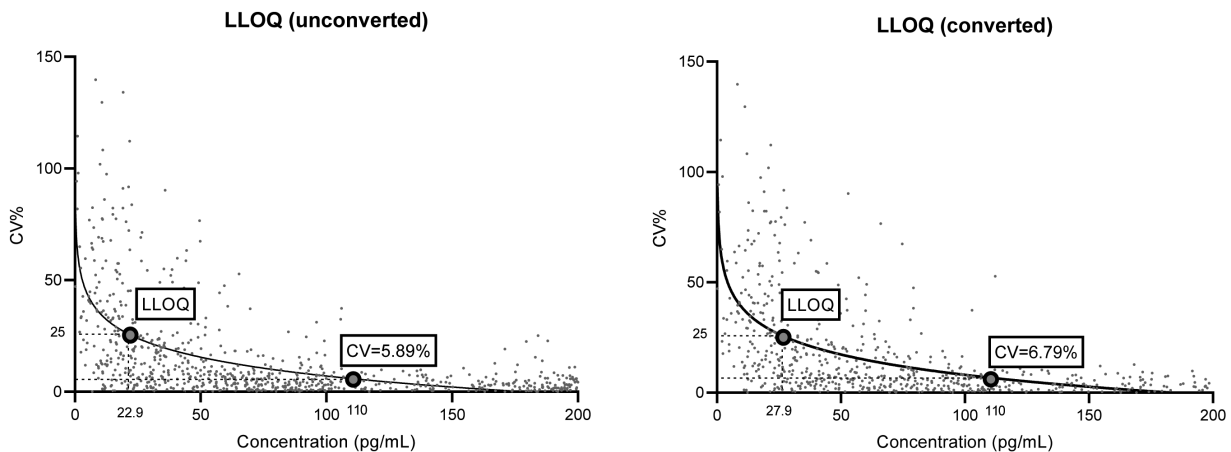 LLOQ (unconverted)
150
100
50
25
0
CV%
LLOQ
CV=5.89%
0
22.9
50
100
110
150
200
Concentration (pg/mL)
LLOQ (converted)
150
100
50
25
0
CV%
LLOQ
CV=6.79%
0
27.9
50
100
110
150
200
Concentration (pg/mL)